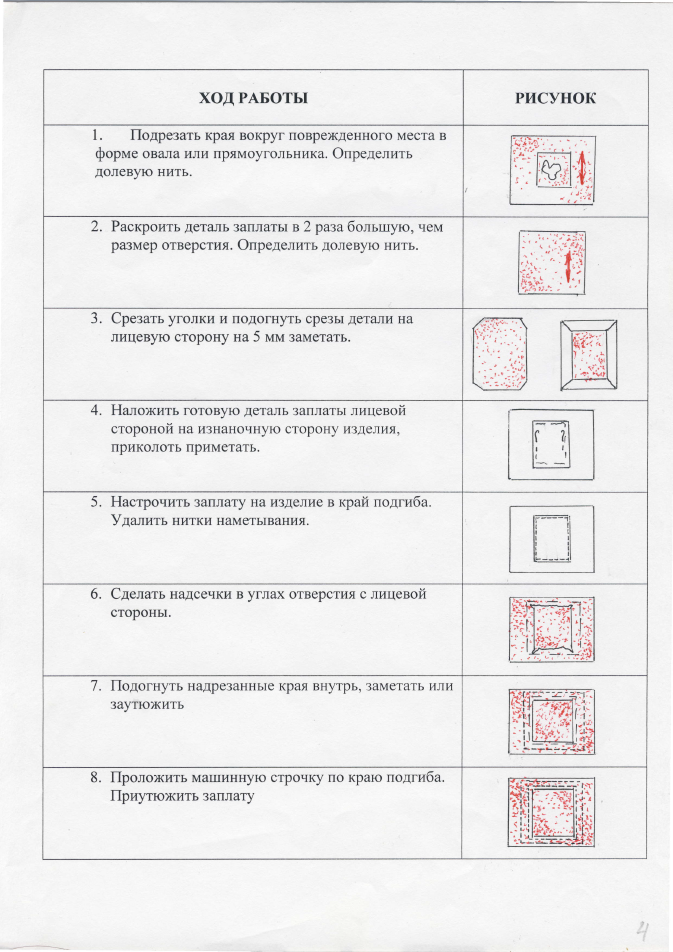 ХОД РАБОТЫ
РИСУНОК
1. Подрезать края вокруг поврежденного места в
форме овала или прямоугольника. Определить
долевую нить.
2. Раскроить деталь заплаты в 2 раза большую, чем
размер отверстия. Определить долевую нить.
3. Срезать уголки и подогнуть срезы детали на
лицевую сторону на 5 мм заметать.
4. Наложить готовую деталь заплаты лицевой
стороной на изнаночную сторону изделия,
приколоть приметать.
5. Настрочить заплату на изделие в край подгиба.
Удалить нитки наметывания.
6. Сделать надсечки в углах отверстия с лицевой
стороны.
7. Подогнуть надрезанные края внутрь, заметать или
заутюжить
8. Проложить машинную строчку по краю подгиба.
Приутюжить заплату
4